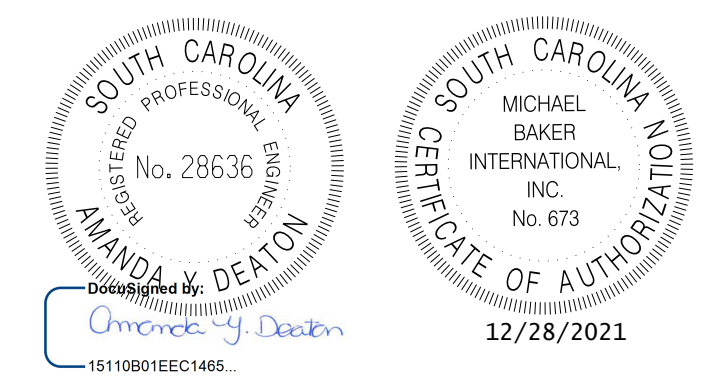 SOUTH CAROLINA
REGISTERED PROFESSIONAL ENGINEER
No. 28636
AMANDA Y DEATON
DocuSigned by:
Amanda Y. Deaton
15110B01EEC1465...
SOUTH CAROLINA
MICHAEL
BAKER
INTERNATIONAL,
INC.
No. 673
CERTIFICATE OF AUTHORIZATION
12/28/2021